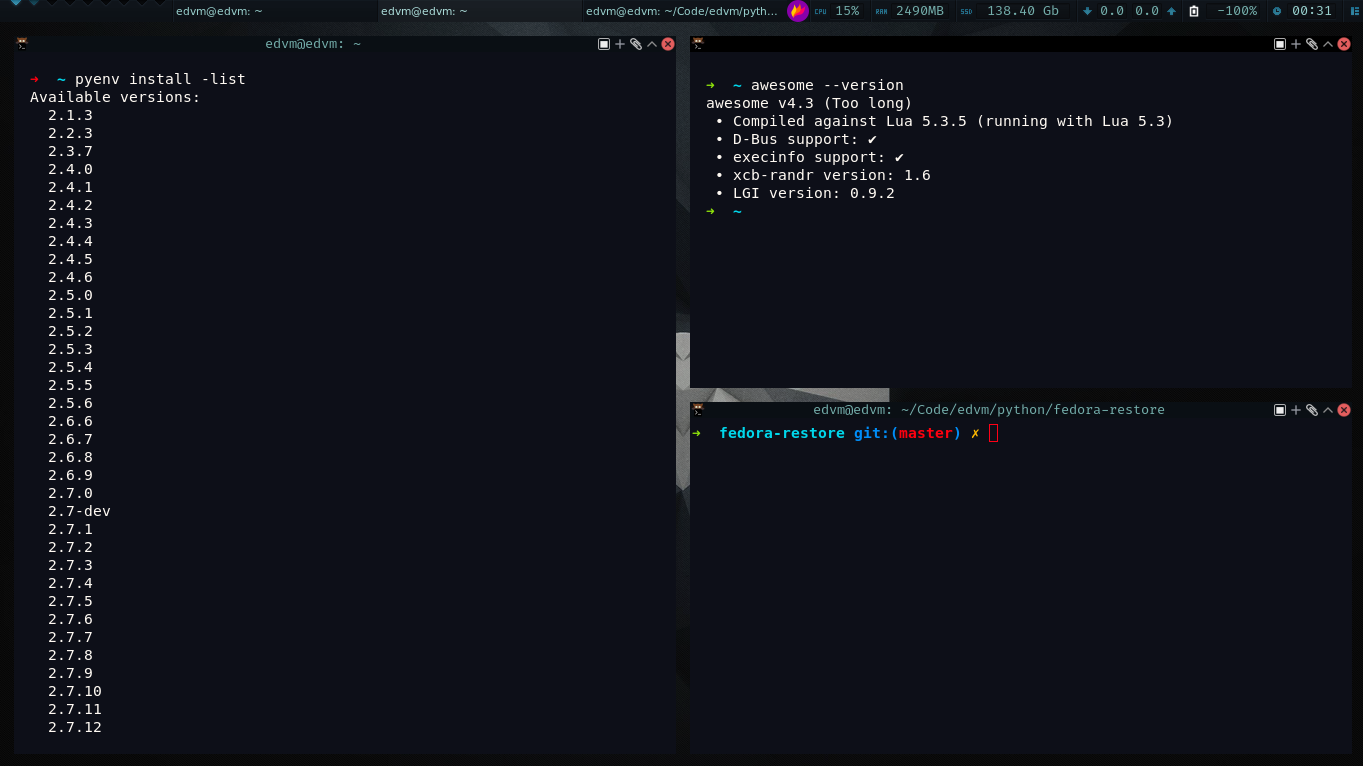 edvm@edvm: ~
edvm@edvm: ~
edvm@edvm: ~/Code/edvm/pyth...
CPU 15%
RAM 2490MB
SSD 138.40 Gb
0.0 0.0
-100%
00:31
edvm@edvm: ~
➜ ~ pyenv install -list
Available versions:
2.1.3
2.2.3
2.3.7
2.4.0
2.4.1
2.4.2
2.4.3
2.4.4
2.4.5
2.4.6
2.5.0
2.5.1
2.5.2
2.5.3
2.5.4
2.5.5
2.5.6
2.6.6
2.6.7
2.6.8
2.6.9
2.7.0
2.7-dev
2.7.1
2.7.2
2.7.3
2.7.4
2.7.5
2.7.6
2.7.7
2.7.8
2.7.9
2.7.10
2.7.11
2.7.12
➜ ~ awesome --version
awesome v4.3 (Too long)
• Compiled against Lua 5.3.5 (running with Lua 5.3)
• D-Bus support: ✔
• execinfo support: ✔
• xcb-randr version: 1.6
• LGI version: 0.9.2
➜ ~
edvm@edvm: ~/Code/edvm/python/fedora-restore
➜ fedora-restore git:(master) ✗